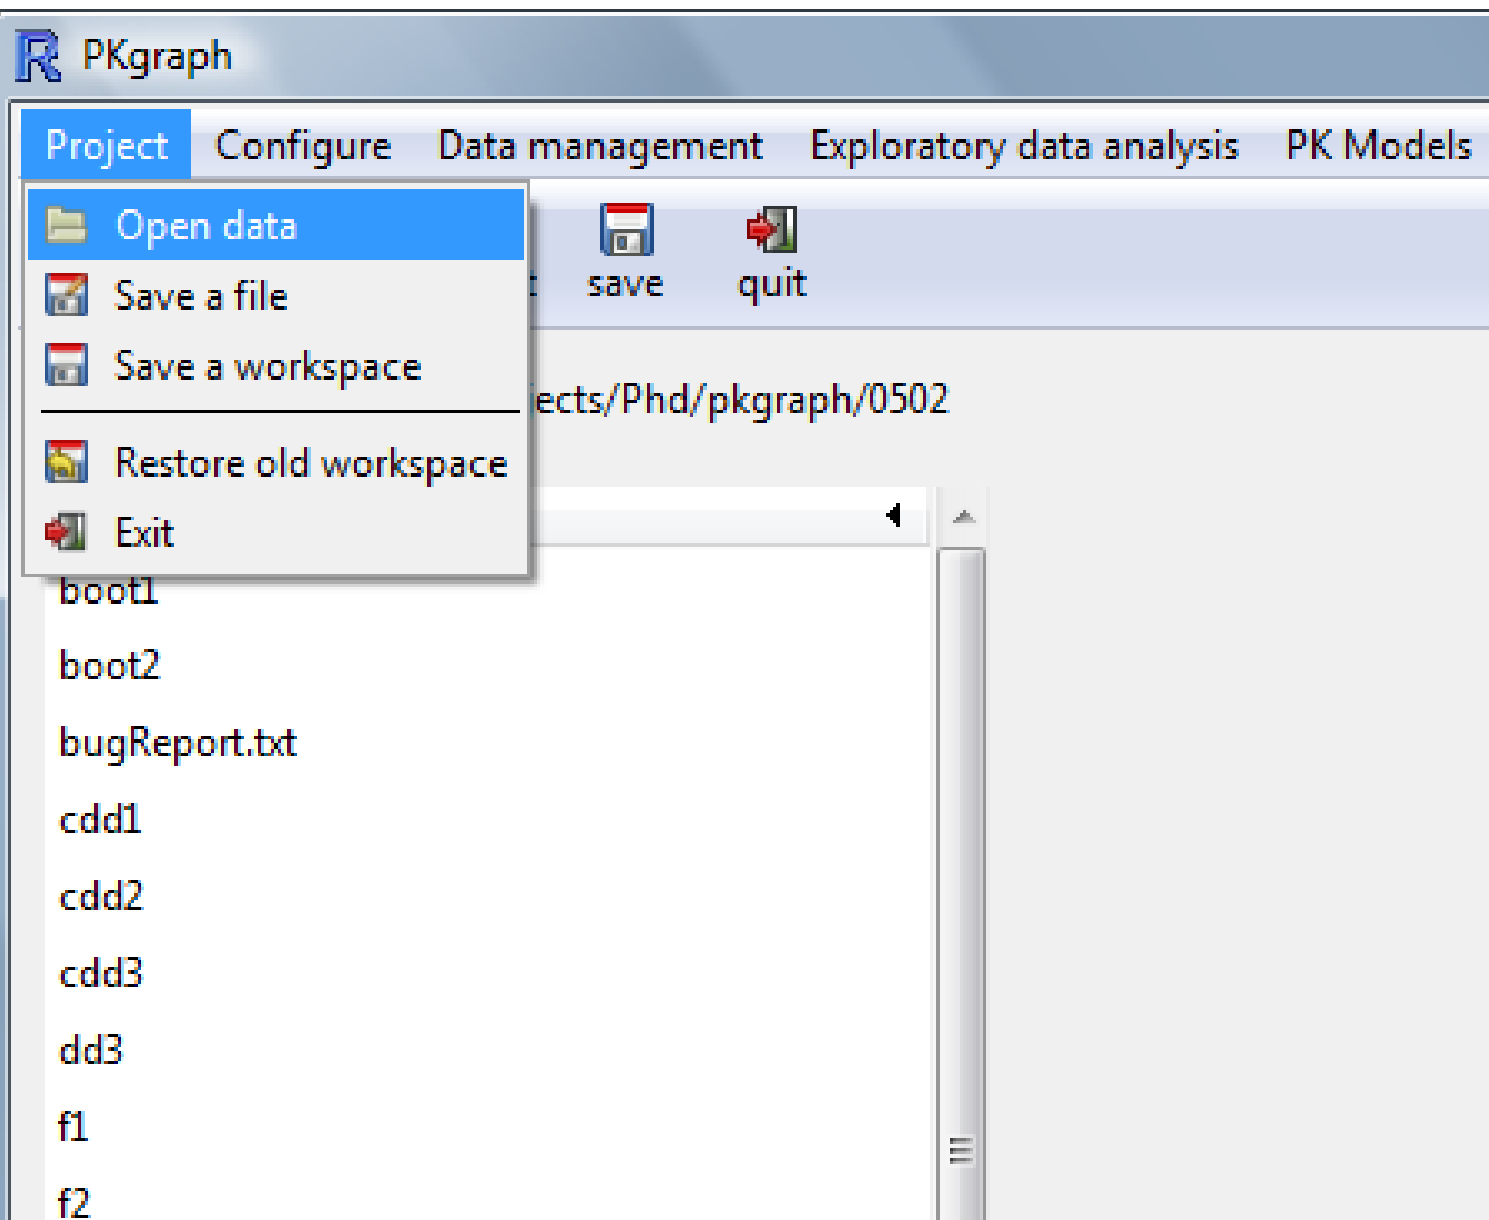 PKgraph
Project Configure Data management Exploratory data analysis PK Models
Open data
Save a file
Save a workspace
Restore old workspace
Exit
save quit
ects/Phd/pkgraph/0502
boot1
boot2
bugReport.txt
cdd1
cdd2
cdd3
dd3
f1
f2